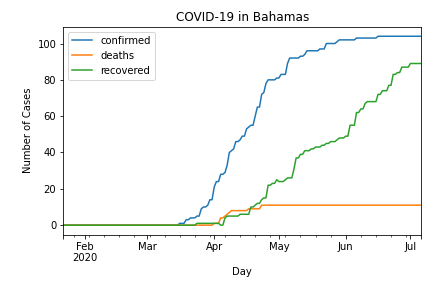 COVID-19 in Bahamas
confirmed
deaths
recovered
100
80
60
40
20
0
Number of Cases
Feb
2020
Mar
Apr
May
Jun
Jul
Day